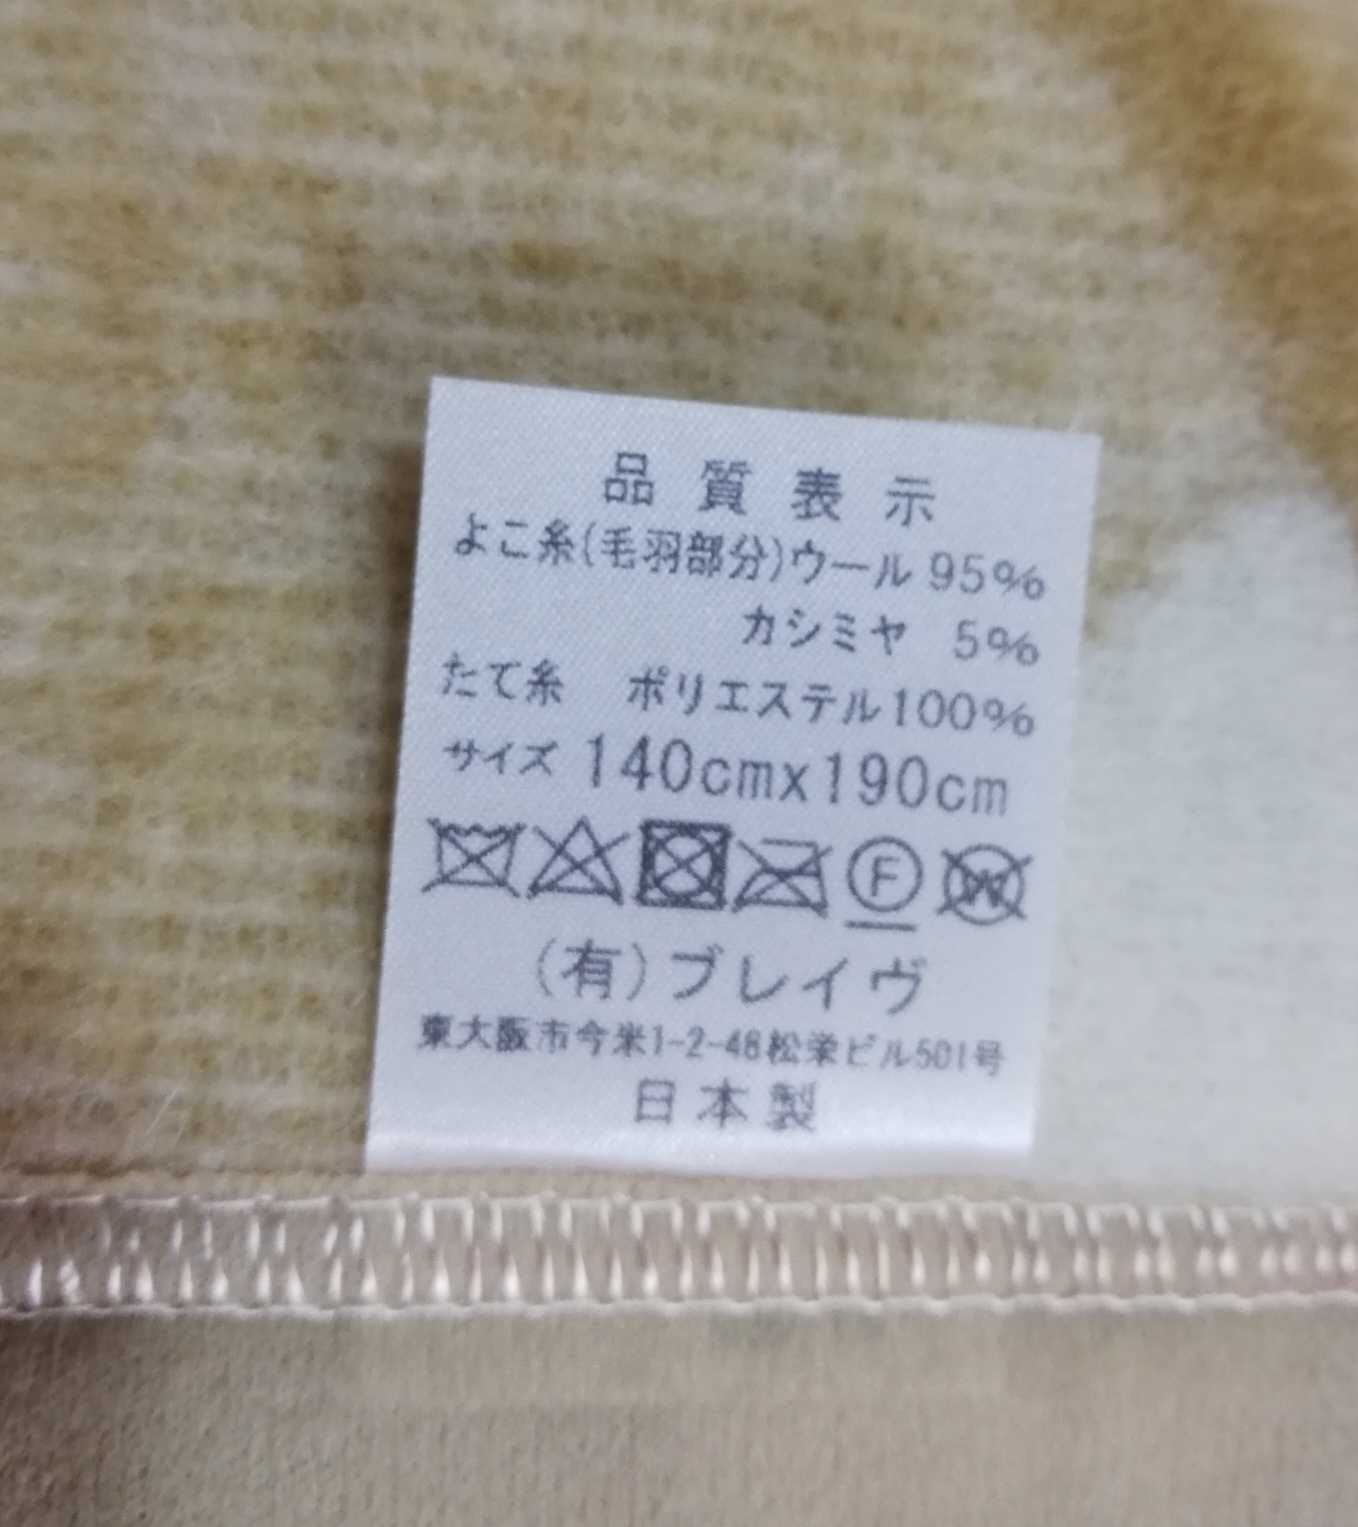 品質表示
よこ糸(毛羽部分)ウール95%
カシミヤ 5%
たて糸 ポリエステル100%
サイズ 140cmx190cm
F W
(有)ブレイヴ
東大阪市今米1-2-48松栄ビル501号
日本製